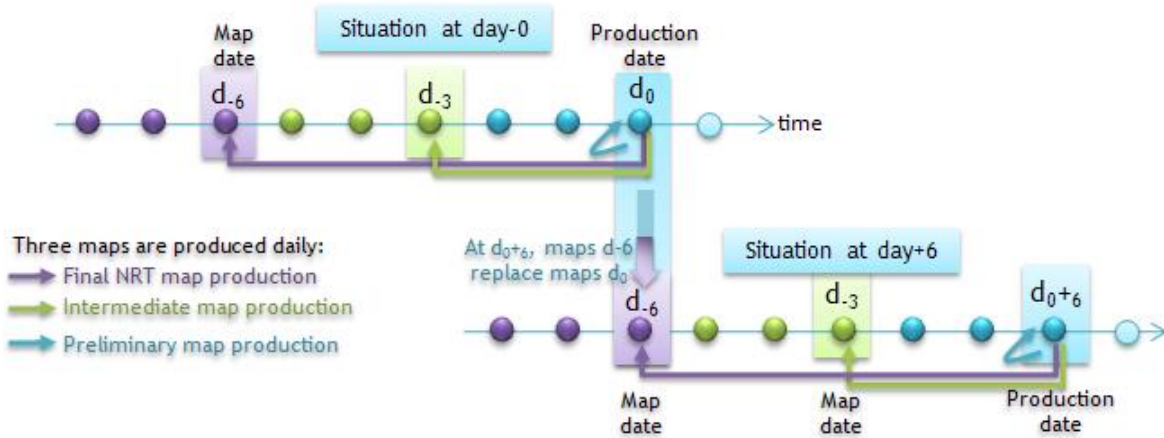 Situation at day-0
Map
date
Production
date
d-6
d-3
d0
time
Three maps are produced daily:
Final NRT map production
Intermediate map production
Preliminary map production
At d0+6, maps d-6
replace maps d0
Situation at day+6
d-6
d-3
d0+6
Map
date
Map
date
Production
date